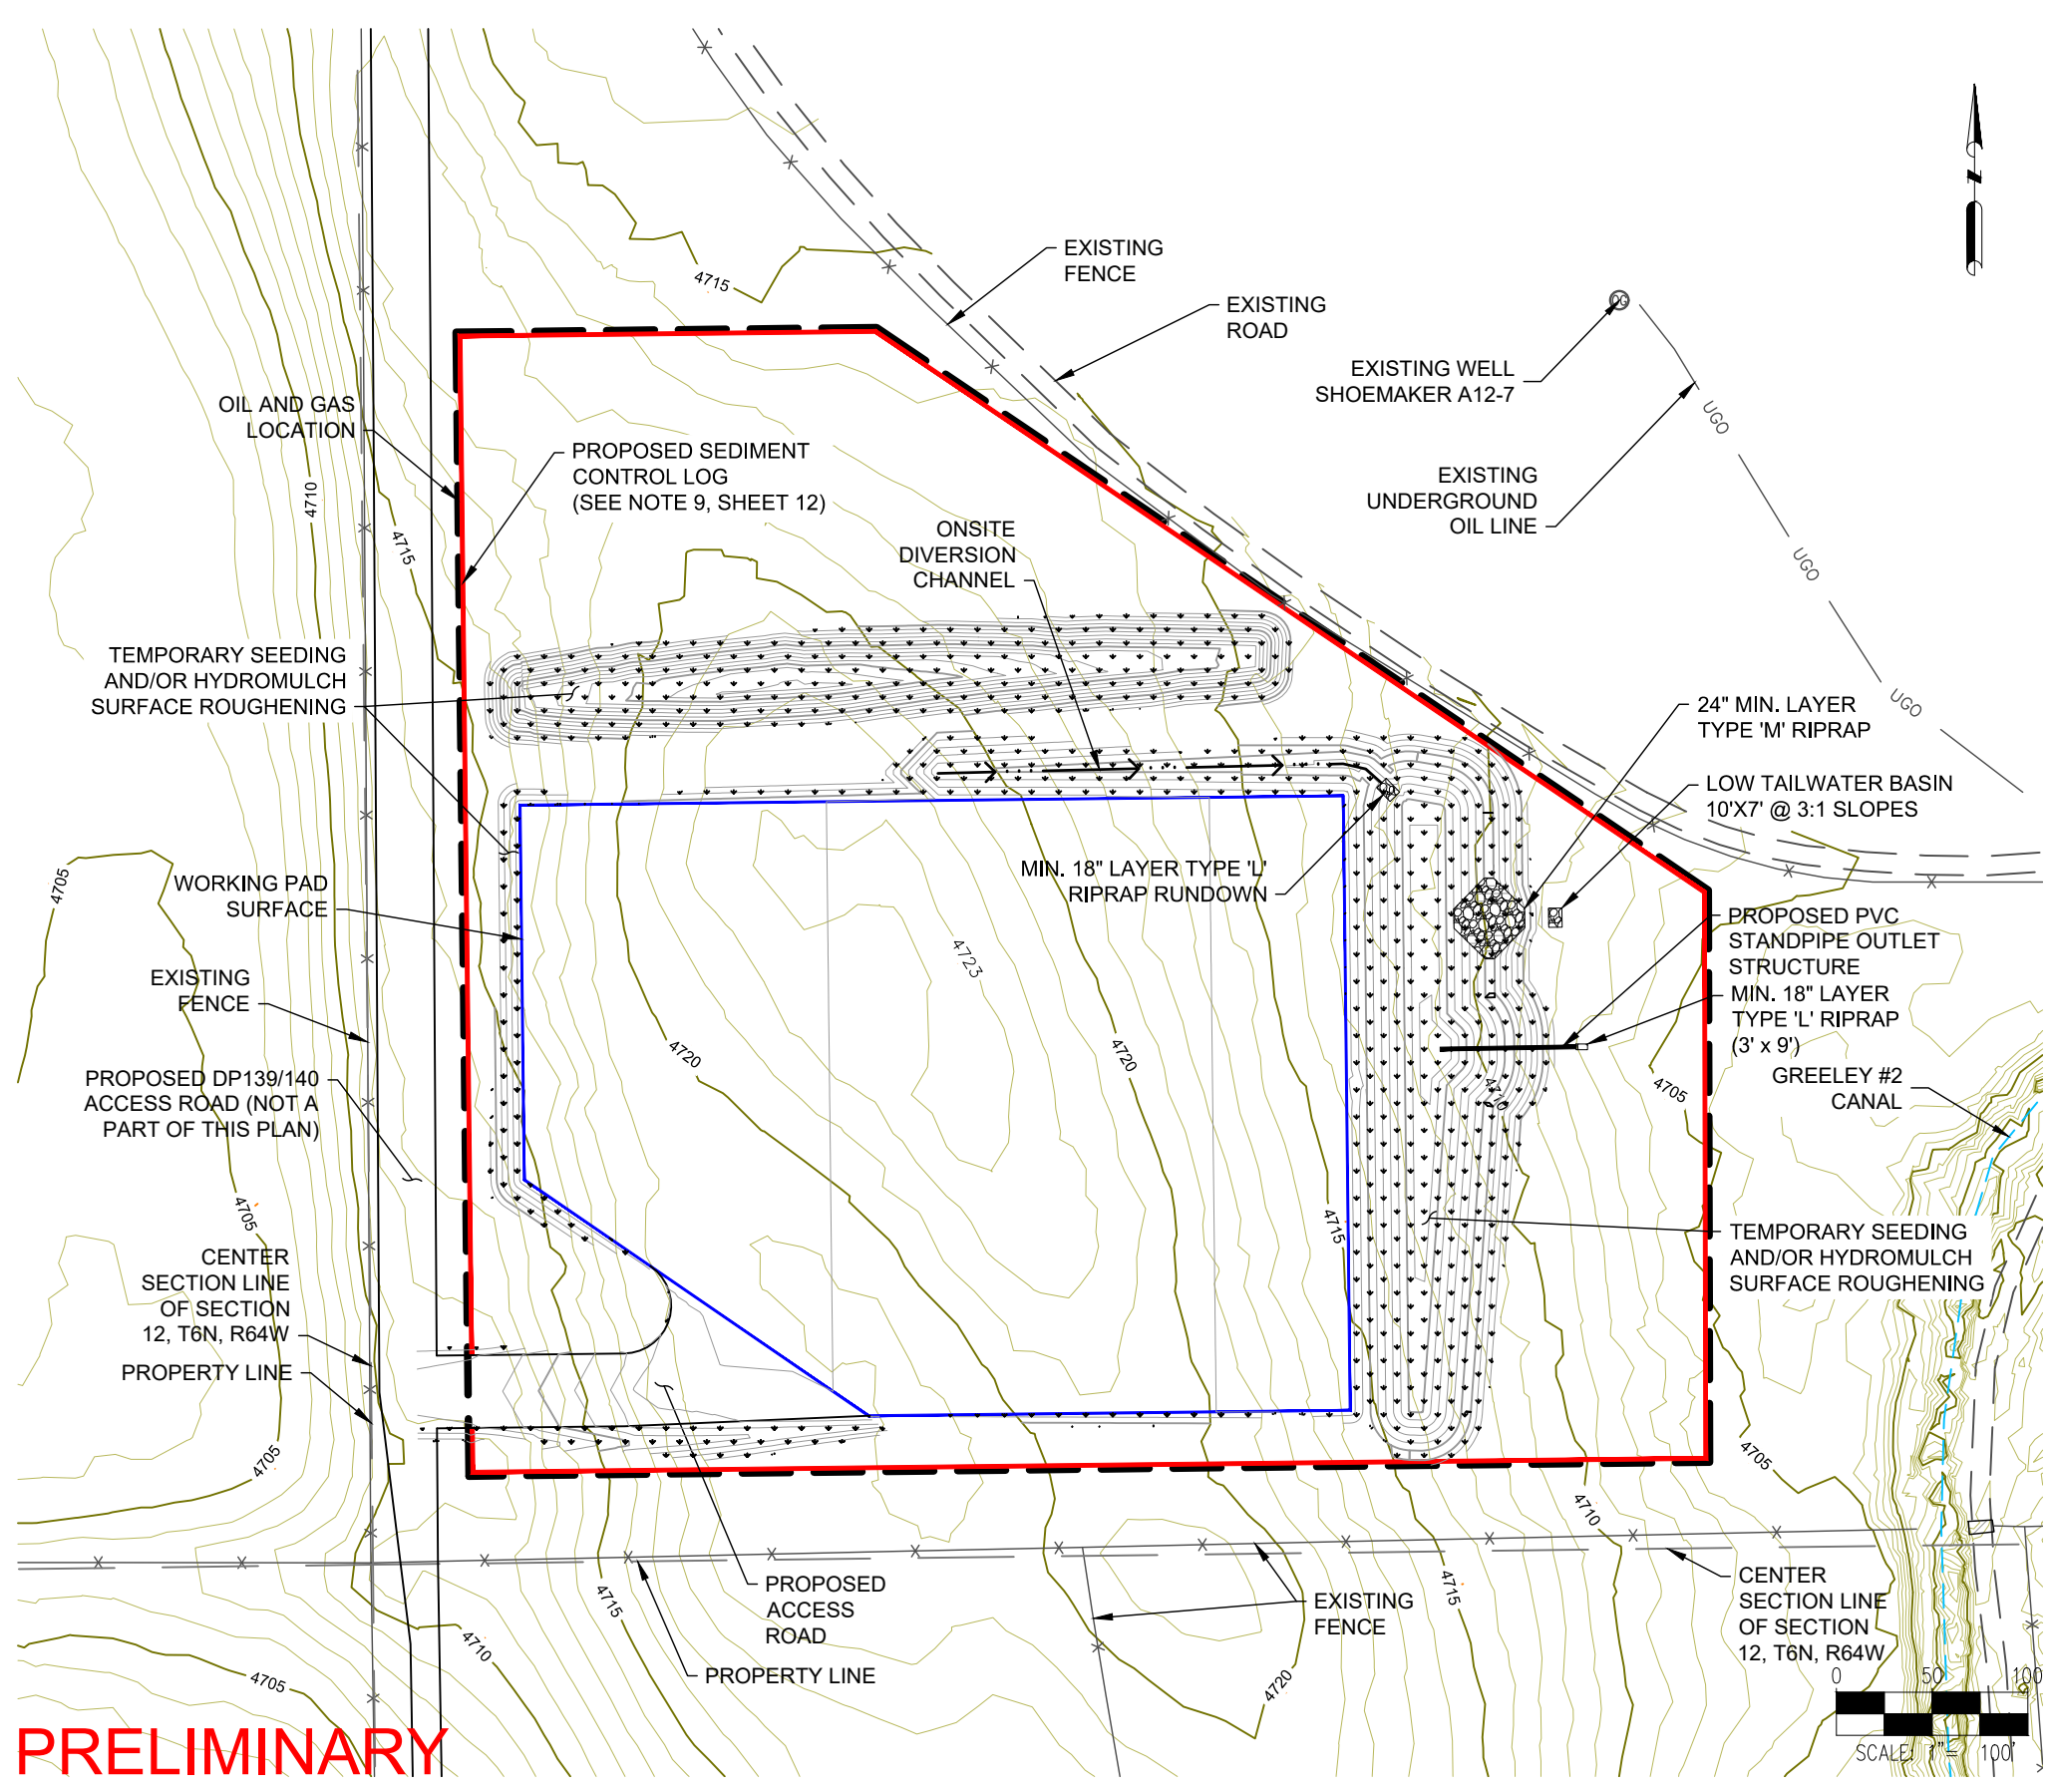 4715
EXISTING
FENCE
EXISTING
ROAD
OG
EXISTING WELL
SHOEMAKER A12-7
N
OIL AND GAS
LOCATION
UGO
PROPOSED SEDIMENT
CONTROL LOG
(SEE NOTE 9, SHEET 12)
4710
EXISTING
UNDERGROUND
OIL LINE
4715
ONSITE
DIVERSION
CHANNEL
UGO
TEMPORARY SEEDING
AND/OR HYDROMULCH
SURFACE ROUGHENING
UGO
24" MIN. LAYER
TYPE 'M' RIPRAP
LOW TAILWATER BASIN
10'X7' @ 3:1 SLOPES
MIN. 18" LAYER TYPE 'L'
RIPRAP RUNDOWN
4705
WORKING PAD
SURFACE
PROPOSED PVC
STANDPIPE OUTLET
STRUCTURE
4723
EXISTING
FENCE
MIN. 18" LAYER
TYPE 'L' RIPRAP
(3' x 9')
4720
4720
PROPOSED DP139/140
ACCESS ROAD (NOT A
PART OF THIS PLAN)
4710
4705
GREELEY #2
CANAL
4705
4715
TEMPORARY SEEDING
AND/OR HYDROMULCH
SURFACE ROUGHENING
CENTER
SECTION LINE
OF SECTION
12, T6N, R64W
PROPERTY LINE
4705
4705
4710
PROPOSED
ACCESS
ROAD
4715
EXISTING
FENCE
4715
CENTER
SECTION LINE
OF SECTION
12, T6N, R64W
4710
PROPERTY LINE
4705
4720
0 50 100
SCALE: 1" = 100'
PRELIMINARY